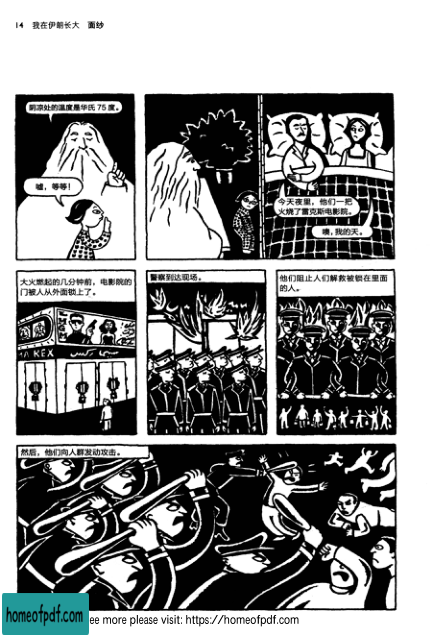 14 我在伊朗长大 面纱
阴凉处的温度是华氏 75 度。
嘘，等等！
今天夜里，他们一把
火烧了雷克斯电影院。
噢，我的天。
大火燃起的几分钟前，电影院的
门被人从外面锁上了。
警察到达现场。
他们阻止人们解救被锁在里面
的人。
REX
然后，他们向人群发动攻击。
homeofpdf.com
ee more please visit: https://homeofpdf.com